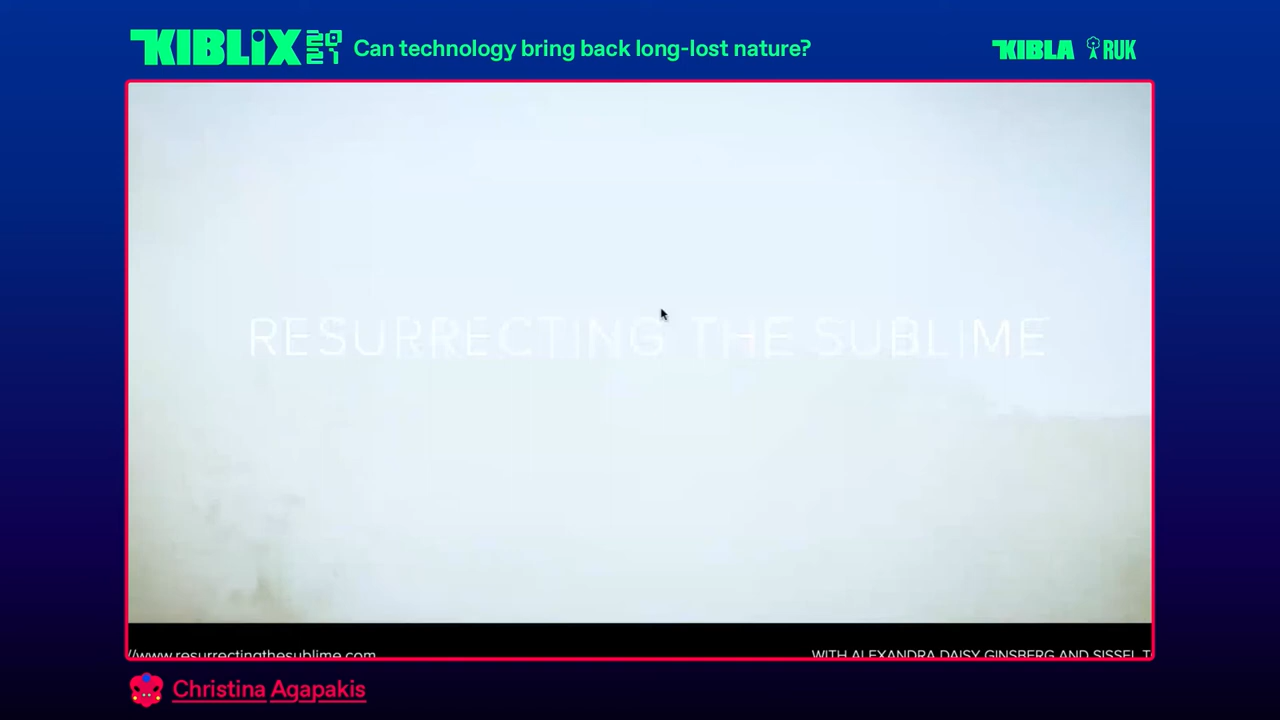 KIBLIX 2021 Can technology bring back long-lost nature?
KIBLA RUK
RESURRECTING THE SUBLIME
//www.resurrectingthesublime.com
WITH ALEXANDRA DAISY GINSBERG AND SISSEL T
Christina Agapakis